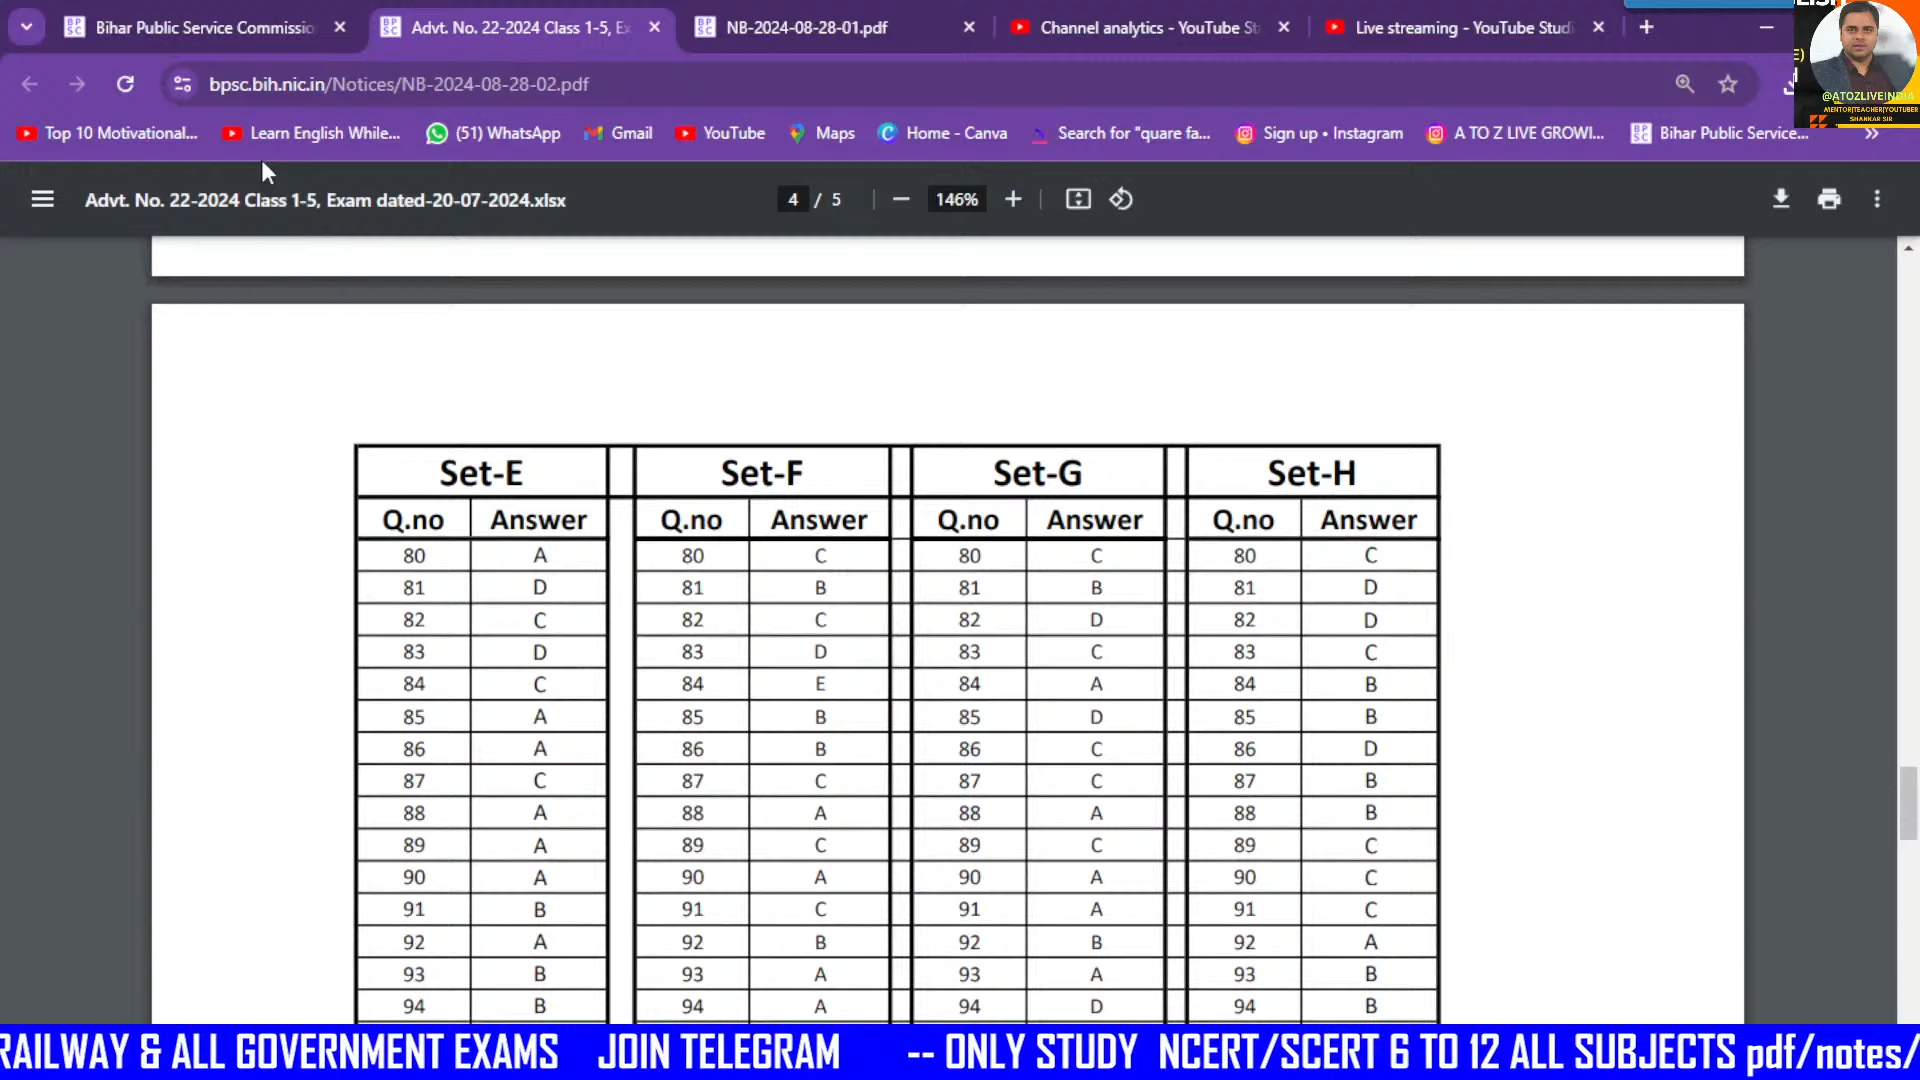 Bihar Public Service Commissio
Advt. No. 22-2024 Class 1-5, Ex
NB-2024-08-28-01.pdf
Channel analytics - YouTube St
Live streaming - YouTube Studi
bpsc.bih.nic.in/Notices/NB-2024-08-28-02.pdf
@ATOZLIVEINDIA
MENTOR|TEACHER|YOUTUBER
SHANKAR SIR
Top 10 Motivational...
Learn English While...
(51) WhatsApp
Gmail
YouTube
Maps
Home - Canva
Search for "quare fa...
Sign up • Instagram
A TO Z LIVE GROWI...
Bihar Public Service...
Advt. No. 22-2024 Class 1-5, Exam dated-20-07-2024.xlsx
4 / 5
146%
Set-E Set-F Set-G Set-H
Q.no Answer Q.no Answer Q.no Answer Q.no Answer
80 A 80 C 80 C 80 C
81 D 81 B 81 B 81 D
82 C 82 C 82 D 82 D
83 D 83 D 83 C 83 C
84 C 84 E 84 A 84 B
85 A 85 B 85 D 85 B
86 A 86 B 86 C 86 D
87 C 87 C 87 C 87 B
88 A 88 A 88 A 88 B
89 A 89 C 89 C 89 C
90 A 90 A 90 A 90 C
91 B 91 C 91 A 91 C
92 A 92 B 92 B 92 A
93 B 93 A 93 A 93 B
94 B 94 A 94 D 94 B
RAILWAY & ALL GOVERNMENT EXAMS JOIN TELEGRAM -- ONLY STUDY NCERT/SCERT 6 TO 12 ALL SUBJECTS pdf/notes/